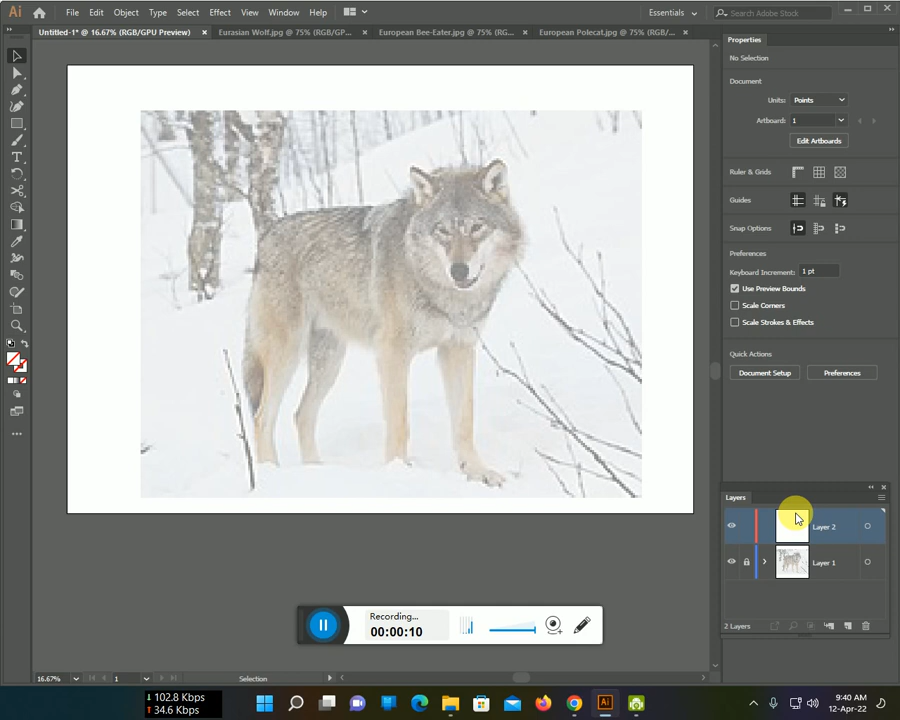 Ai File Edit Object Type Select Effect View Window Help Essentials Search Adobe Stock
Untitled-1* @ 16.67% (RGB/GPU Preview) × Eurasian Wolf.jpg @ 75% (RGB/GP... × European Bee-Eater.jpg @ 75% (RGB/... × European Polecat.jpg @ 75% (RGB/... ×
Properties
No Selection
Document
Units: Points
Artboard: 1
Edit Artboards
Ruler & Grids
Guides
Snap Options
Preferences
Keyboard Increment: 1 pt
Use Preview Bounds
Scale Corners
Scale Strokes & Effects
Quick Actions
Document Setup Preferences
Layers
Layer 2
Layer 1
2 Layers
Recording...
00:00:10
16.67% 1 Selection
102.8 Kbps
34.6 Kbps
Ai
9:40 AM
12-Apr-22